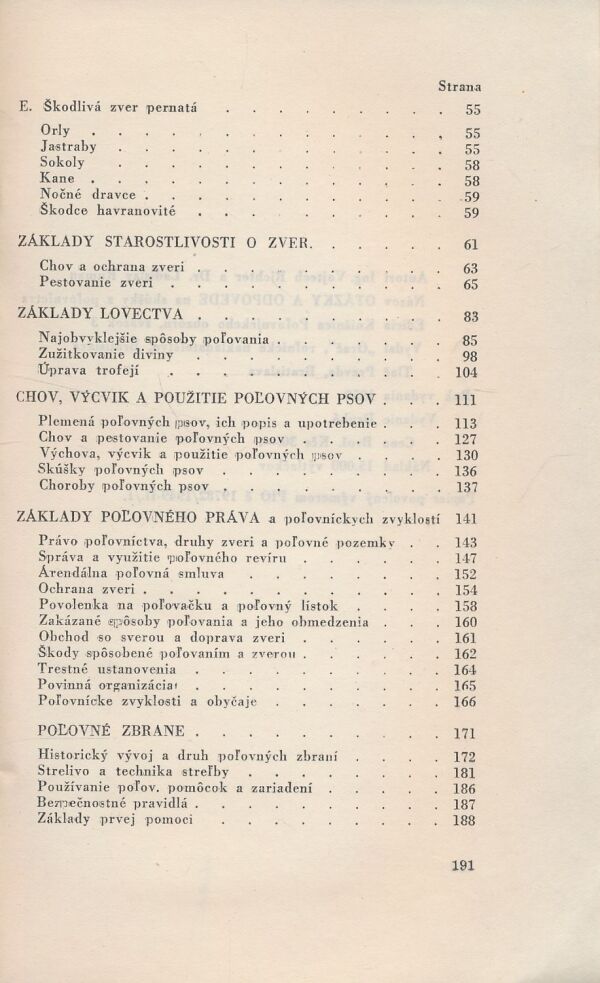 Strana
E. Škodlivá zver pernatá . . . . . . . . . 55
Orly . . . . . . . . . . . . . . 55
Jastraby . . . . . . . . . . . . . 55
Sokoly . . . . . . . . . . . . 58
Kane . . . . . . . . . . . . . . 58
Nočné dravce . . . . . . . . . . . . 59
Škodce havranovité . . . . . . . . . . 59
ZÁKLADY STAROSTLIVOSTI O ZVER. . . . . . 61
Chov a ochrana zveri . . . . . . . . . . 63
Pestovanie zveri . . . . . . . . . . . . 65
ZÁKLADY LOVECTVA . . . . . . . . . . 83
Najobvyklejšie spôsoby poľovania . . . . . . . 85
Zužitkovanie diviny . . . . . . . . . . 98
Úprava trofejí . . . . . . . . . . . 104
CHOV, VÝCVIK A POUŽITIE POĽOVNÝCH PSOV . . . 111
Plemená poľovných psov, ich popis a upotrebenie . . . 113
Chov a pestovanie poľovných psov . . . . . . 127
Výchova, výcvik a použitie poľovných psov . . . . 130
Skúšky poľovných psov . . . . . . . . . 136
Choroby poľovných psov . . . . . . . . . 137
ZÁKLADY POĽOVNÉHO PRÁVA a poľovníckych zvyklostí 141
Právo poľovníctva, druhy zveri a poľovné pozemky . . 143
Správa a využitie poľovného revíru . . . . . . 147
Árendálna poľovná smluva . . . . . . . . 152
Ochrana zveri . . . . . . . . . . . . 154
Povolenka na poľovačku a poľovný lístok . . . . 158
Zakázané spôsoby poľovania a jeho obmedzenia . . . 160
Obchod so sverou a doprava zveri . . . . . . 161
Škody spôsobené poľovaním a zverou . . . . . . 162
Trestné ustanovenia . . . . . . . . . . 164
Povinná organizácia . . . . . . . . . . 165
Poľovnícke zvyklosti a obyčaje . . . . . . . 166
POĽOVNÉ ZBRANE . . . . . . . . . . 171
Historický vývoj a druh poľovných zbraní . . . . 172
Strelivo a technika streľby . . . . . . . . 181
Používanie poľov. pomôcok a zariadení . . . . . 186
Bezpečnostné pravidlá . . . . . . . . . . 187
Základy prvej pomoci . . . . . . . . . 188
191